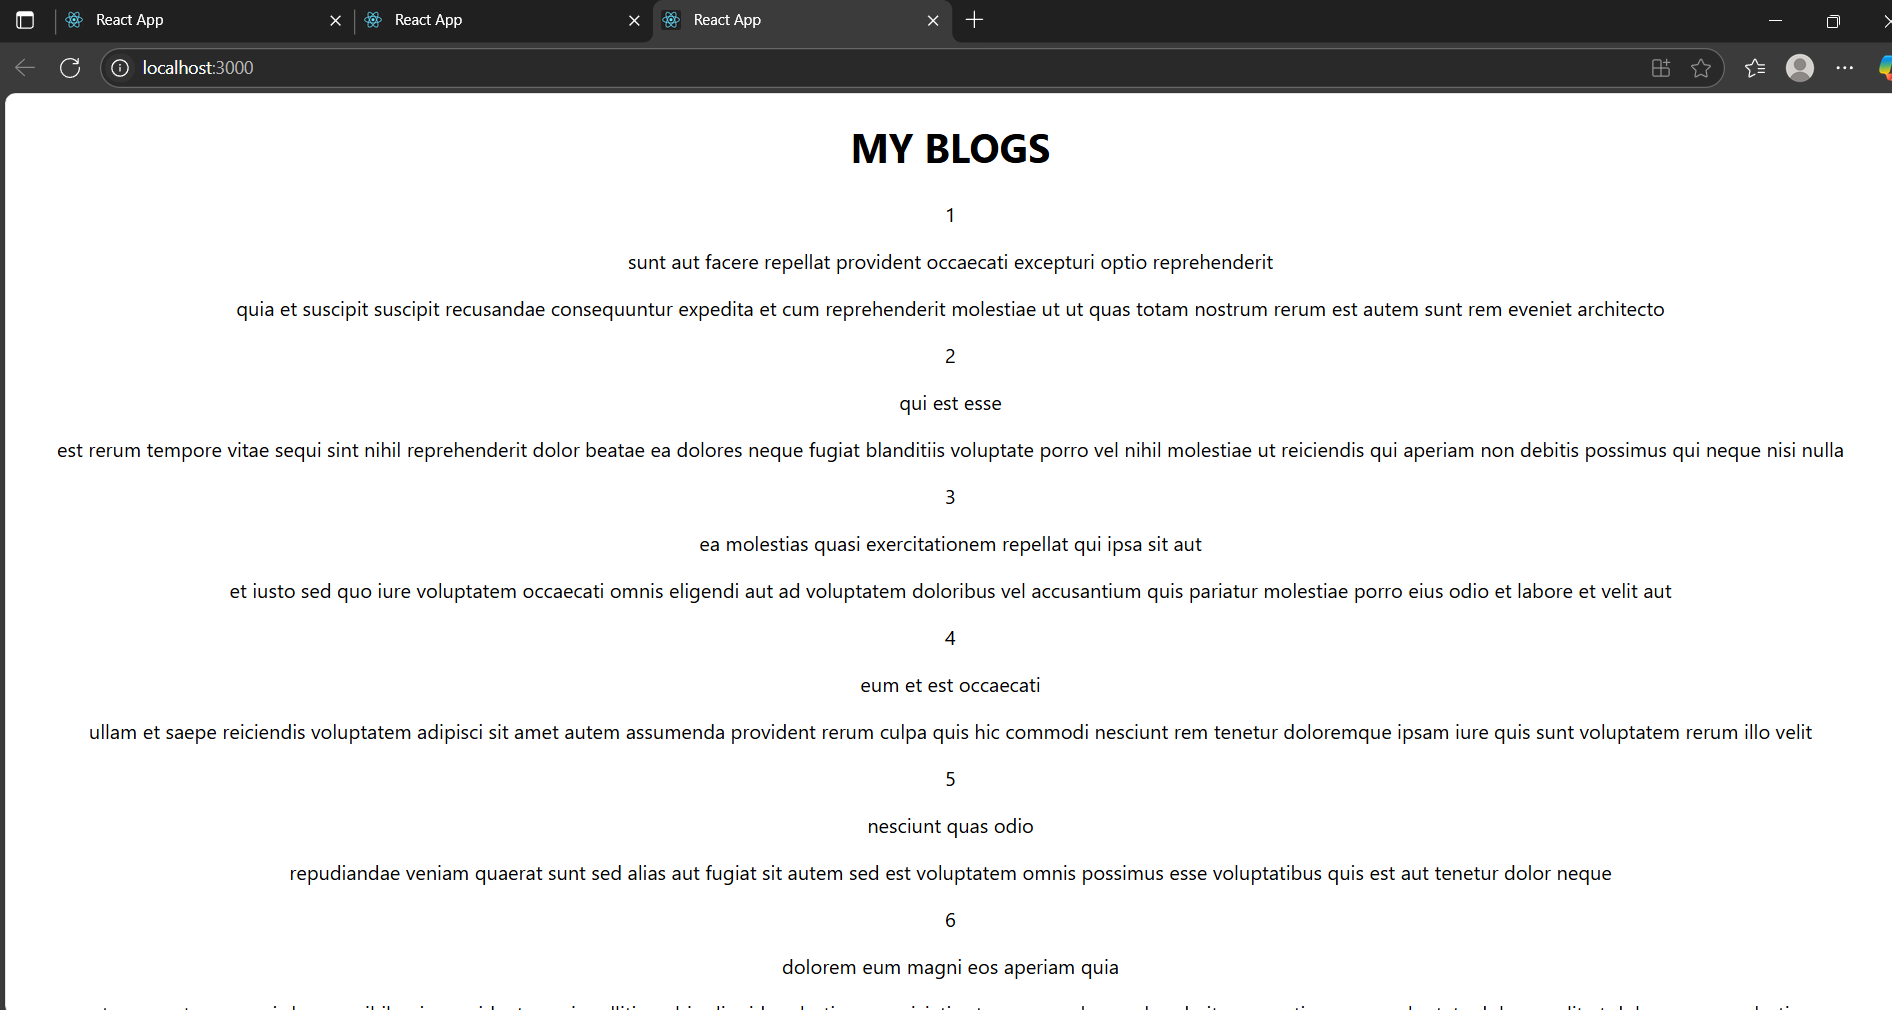 React App
React App
React App
localhost:3000
MY BLOGS
1
sunt aut facere repellat provident occaecati excepturi optio reprehenderit
quia et suscipit suscipit recusandae consequuntur expedita et cum reprehenderit molestiae ut ut quas totam nostrum rerum est autem sunt rem eveniet architecto
2
qui est esse
est rerum tempore vitae sequi sint nihil reprehenderit dolor beatae ea dolores neque fugiat blanditiis voluptate porro vel nihil molestiae ut reiciendis qui aperiam non debitis possimus qui neque nisi nulla
3
ea molestias quasi exercitationem repellat qui ipsa sit aut
et iusto sed quo iure voluptatem occaecati omnis eligendi aut ad voluptatem doloribus vel accusantium quis pariatur molestiae porro eius odio et labore et velit aut
4
eum et est occaecati
ullam et saepe reiciendis voluptatem adipisci sit amet autem assumenda provident rerum culpa quis hic commodi nesciunt rem tenetur doloremque ipsam iure quis sunt voluptatem rerum illo velit
5
nesciunt quas odio
repudiandae veniam quaerat sunt sed alias aut fugiat sit autem sed est voluptatem omnis possimus esse voluptatibus quis est aut tenetur dolor neque
6
dolorem eum magni eos aperiam quia